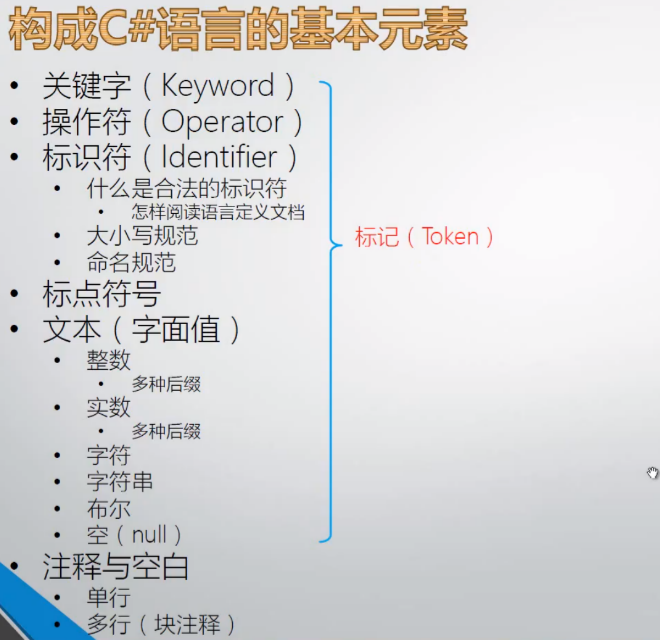 构成C#语言的基本元素
• 关键字（Keyword）
• 操作符（Operator）
• 标识符（Identifier）
• 什么是合法的标识符
• 怎样阅读语言定义文档
• 大小写规范
• 命名规范
标记（Token）
• 标点符号
• 文本（字面值）
• 整数
• 多种后缀
• 实数
• 多种后缀
• 字符
• 字符串
• 布尔
• 空（null）
• 注释与空白
• 单行
• 多行（块注释）